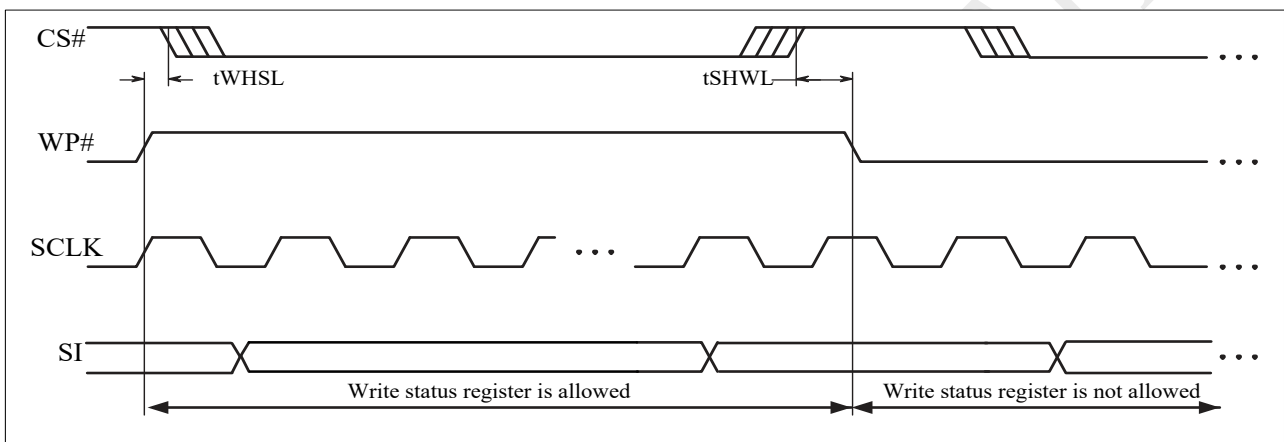 CS#
tWHSL
tSHWL
WP#
SCLK
SI
Write status register is allowed
Write status register is not allowed